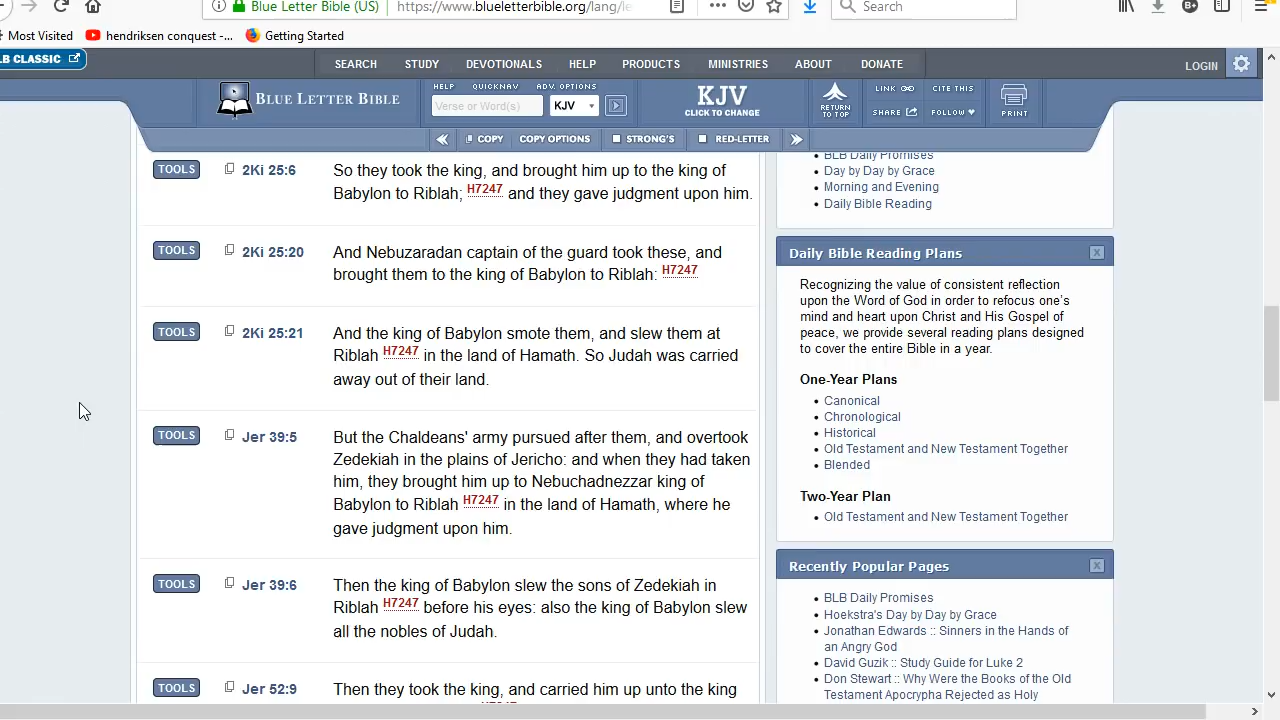 Blue Letter Bible (US)
https://www.blueletterbible.org/lang/le
Search
Most Visited
hendriksen conquest -...
Getting Started
LB CLASSIC
SEARCH
STUDY
DEVOTIONALS
HELP
PRODUCTS
MINISTRIES
ABOUT
DONATE
LOGIN
BLUE LETTER BIBLE
HELP
QUICKNAV
ADV. OPTIONS
Verse or Word(s)
KJV
KJV
CLICK TO CHANGE
RETURN
TO TOP
LINK
CITE THIS
SHARE
FOLLOW
PRINT
COPY
COPY OPTIONS
STRONG'S
RED-LETTER
TOOLS
2Ki 25:6
So they took the king, and brought him up to the king of
Babylon to Riblah; H7247 and they gave judgment upon him.
TOOLS
2Ki 25:20
And Nebuzaradan captain of the guard took these, and
brought them to the king of Babylon to Riblah: H7247
TOOLS
2Ki 25:21
And the king of Babylon smote them, and slew them at
Riblah H7247 in the land of Hamath. So Judah was carried
away out of their land.
TOOLS
Jer 39:5
But the Chaldeans' army pursued after them, and overtook
Zedekiah in the plains of Jericho: and when they had taken
him, they brought him up to Nebuchadnezzar king of
Babylon to Riblah H7247 in the land of Hamath, where he
gave judgment upon him.
TOOLS
Jer 39:6
Then the king of Babylon slew the sons of Zedekiah in
Riblah H7247 before his eyes: also the king of Babylon slew
all the nobles of Judah.
TOOLS
Jer 52:9
Then they took the king, and carried him up unto the king
BLB Daily Promises
Day by Day by Grace
Morning and Evening
Daily Bible Reading
Daily Bible Reading Plans
X
Recognizing the value of consistent reflection
upon the Word of God in order to refocus one's
mind and heart upon Christ and His Gospel of
peace, we provide several reading plans designed
to cover the entire Bible in a year.
One-Year Plans
Canonical
Chronological
Historical
Old Testament and New Testament Together
Blended
Two-Year Plan
Old Testament and New Testament Together
Recently Popular Pages
X
BLB Daily Promises
Hoekstra's Day by Day by Grace
Jonathan Edwards :: Sinners in the Hands of
an Angry God
David Guzik :: Study Guide for Luke 2
Don Stewart :: Why Were the Books of the Old
Testament Apocrypha Rejected as Holy